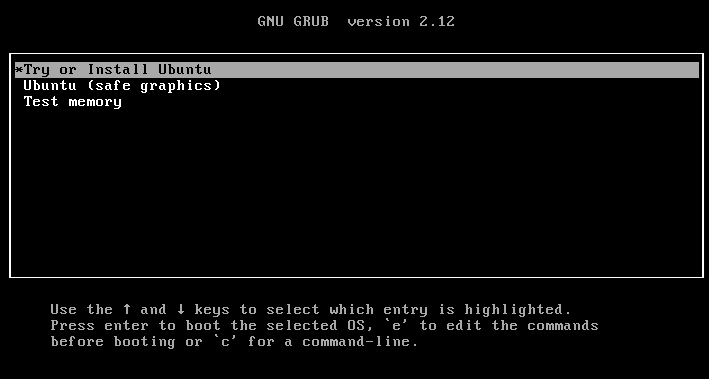 GNU GRUB  version 2.12
*Try or Install Ubuntu
Ubuntu (safe graphics)
Test memory
Use the ↑ and ↓ keys to select which entry is highlighted.
Press enter to boot the selected OS, `e' to edit the commands
before booting or `c' for a command-line.